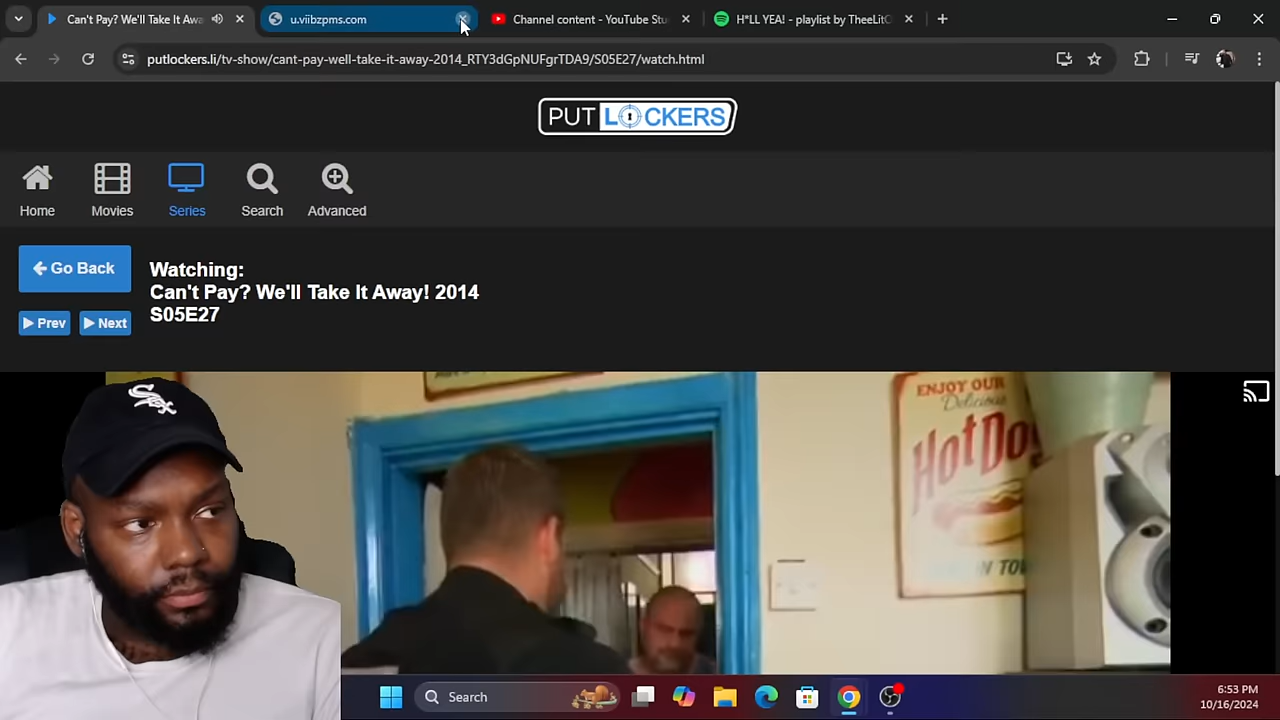 Can't Pay? We'll Take It Awa
u.viibzpms.com
Channel content - YouTube Stu
H*LL YEA! - playlist by TheeLitC
putlockers.li/tv-show/cant-pay-well-take-it-away-2014_RTY3dGpNUFgrTDA9/S05E27/watch.html
PUT LOCKERS
Home
Movies
Series
Search
Advanced
Go Back
Watching:
Can't Pay? We'll Take It Away! 2014
S05E27
Prev
Next
Sox
ENJOY OUR
Delicious
Hot Do
Search
6:53 PM
10/16/2024